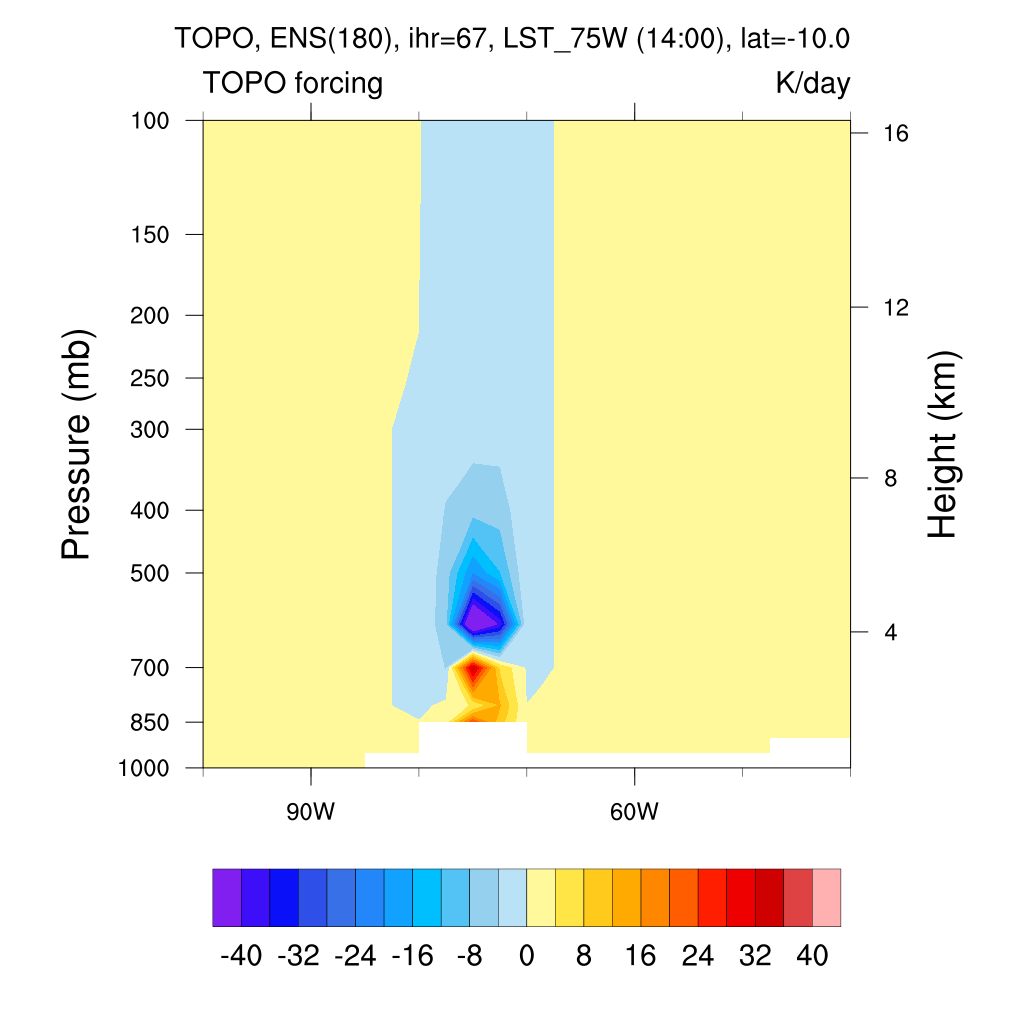 TOPO, ENS(180), ihr=67, LST_75W (14:00), lat=-10.0
TOPO forcing K/day
Pressure (mb)
100
150
200
250
300
400
500
700
850
1000
16
12
8
4
Height (km)
90W 60W
-40 -32 -24 -16 -8 0 8 16 24 32 40